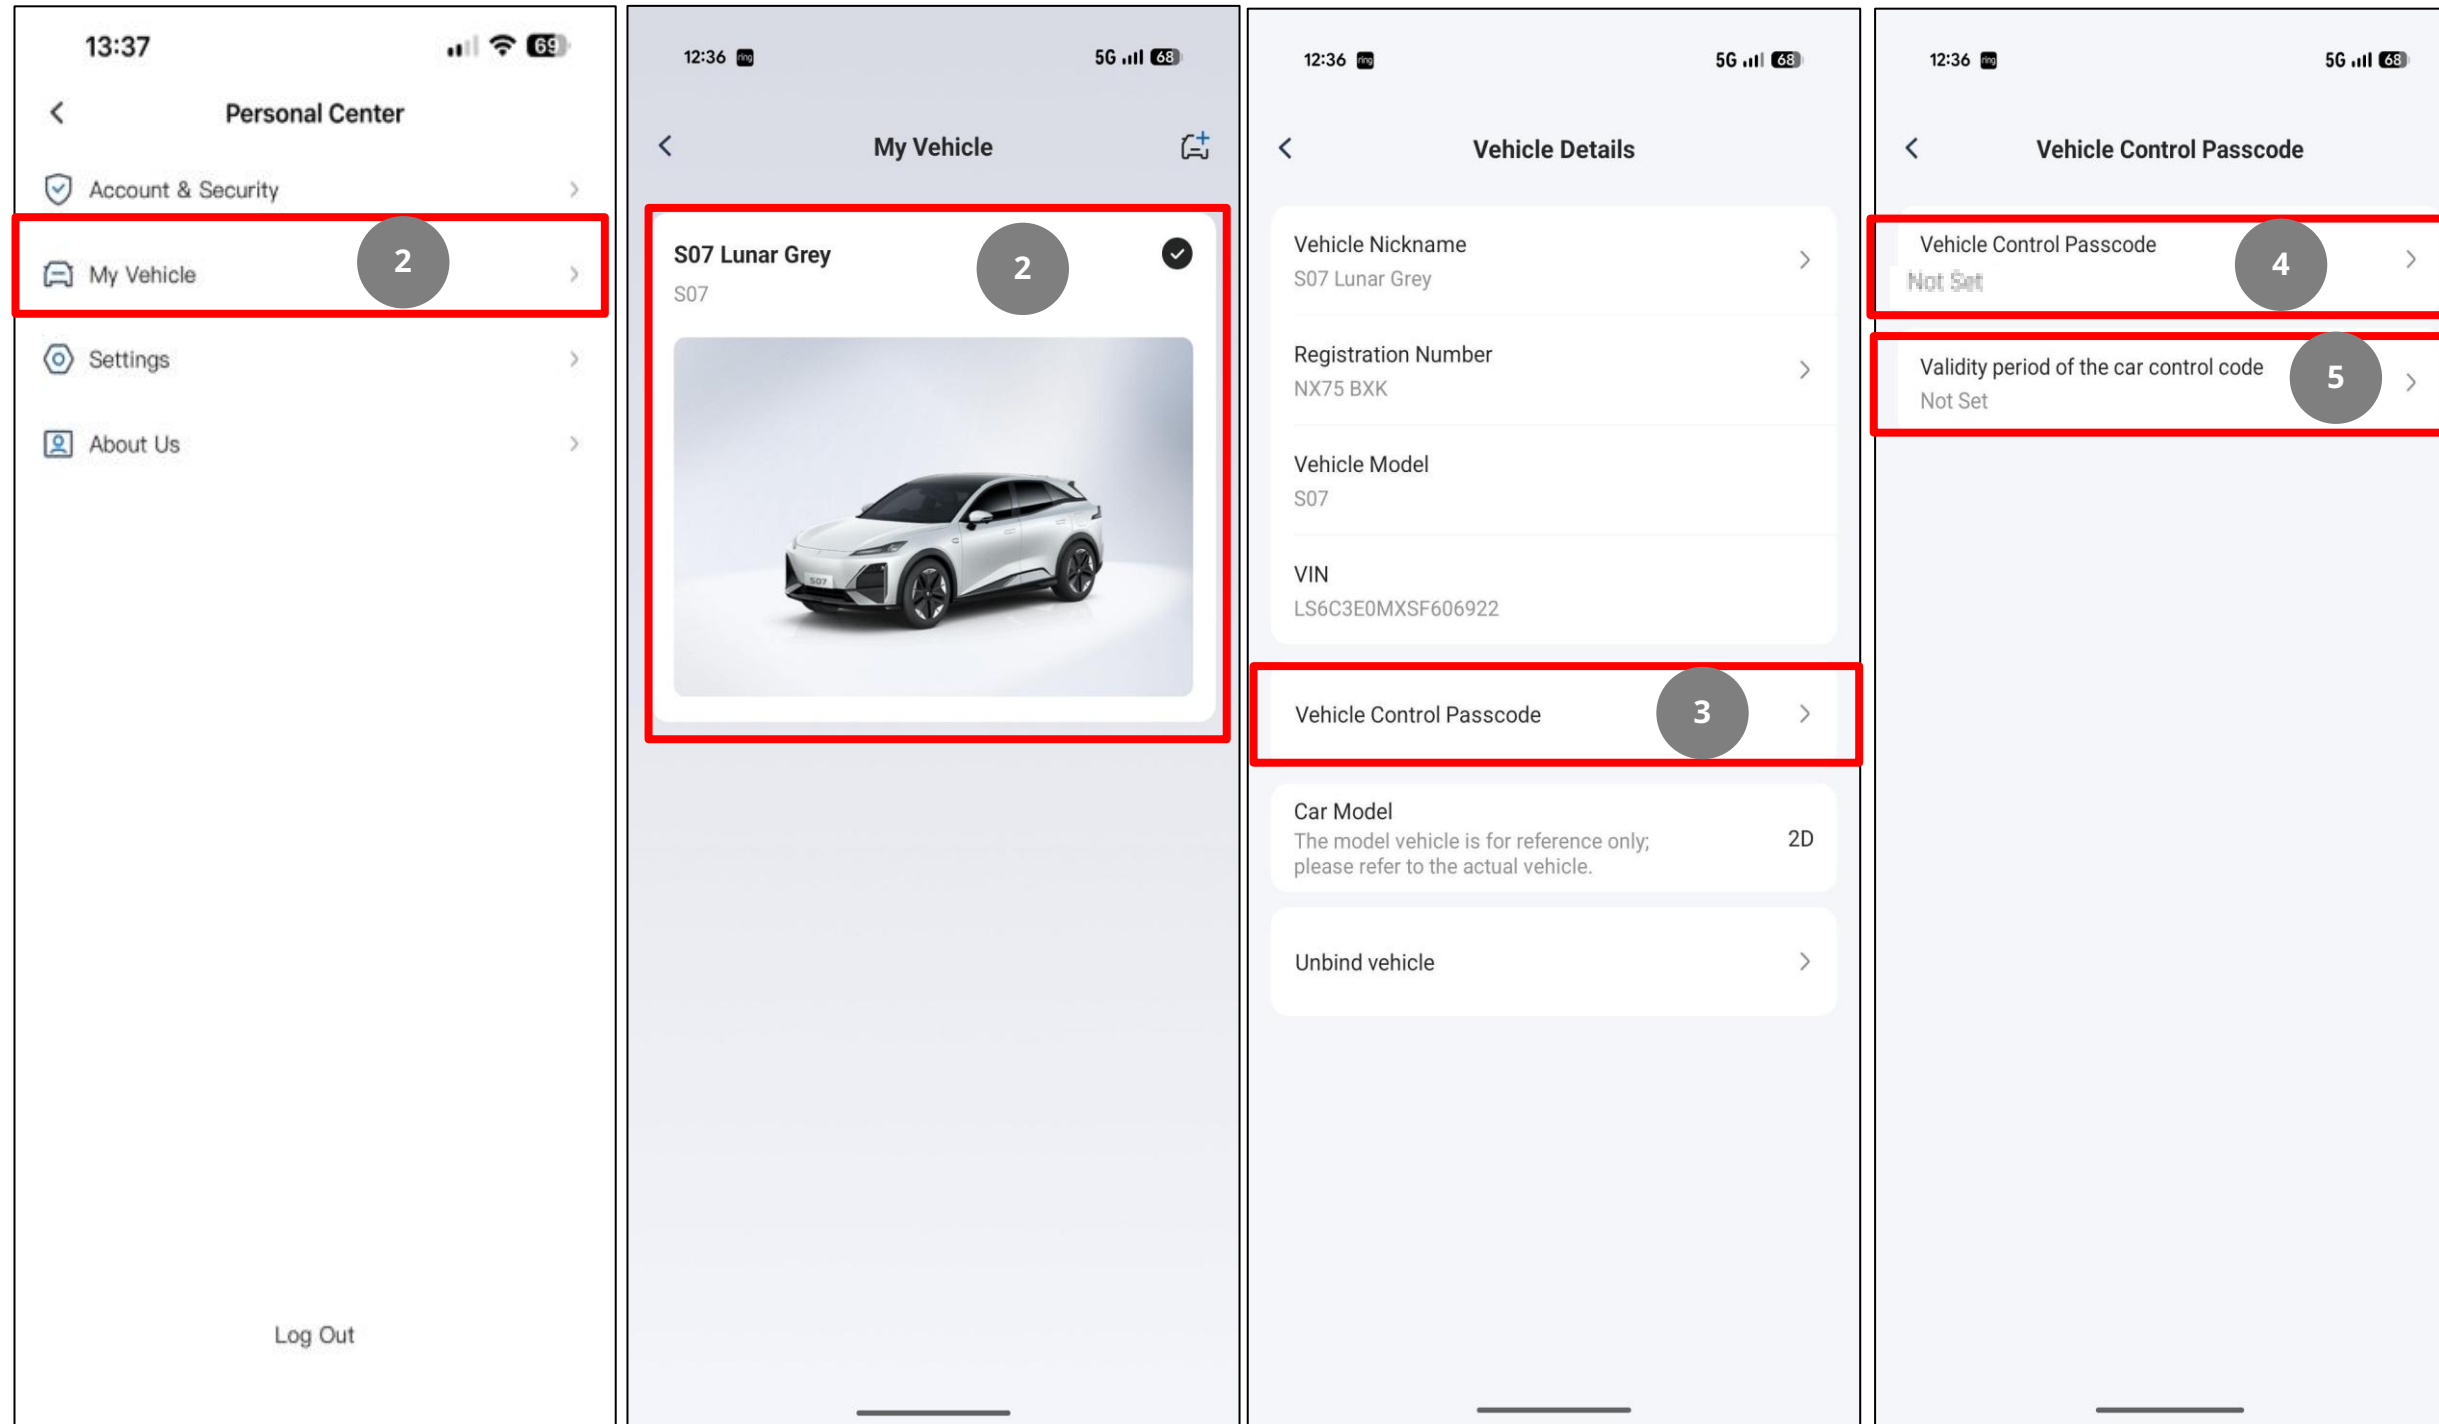 13:37
69
Personal Center
Account & Security
My Vehicle
2
Settings
About Us
Log Out
12:36 ring
5G 68
My Vehicle
S07 Lunar Grey
2
S07
S07
12:36 ring
5G 68
Vehicle Details
Vehicle Nickname
S07 Lunar Grey
Registration Number
NX75 BXK
Vehicle Model
S07
VIN
LS6C3E0MXSF606922
Vehicle Control Passcode
3
Car Model
The model vehicle is for reference only;
please refer to the actual vehicle.
2D
Unbind vehicle
12:36 ring
5G 68
Vehicle Control Passcode
Vehicle Control Passcode
4
Not Set
Validity period of the car control code
5
Not Set